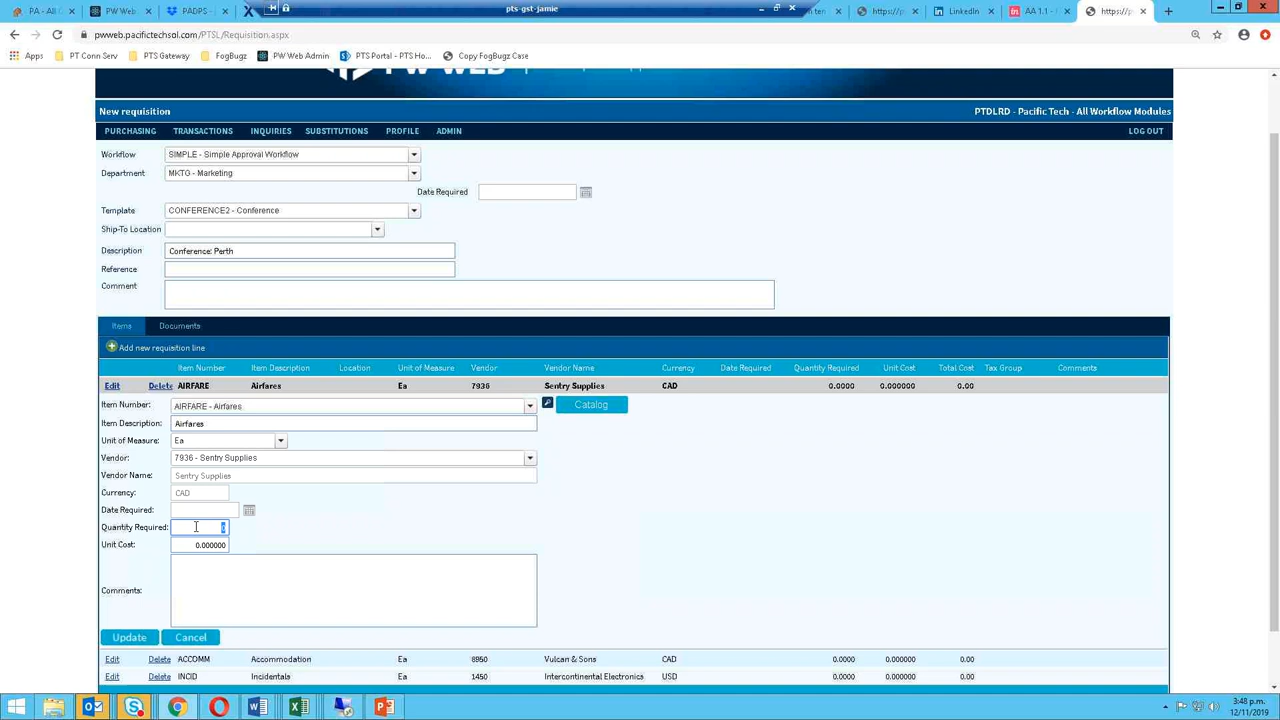 PA - All C
PW Web
PADPS -
pts-gst-jamie
https://p
LinkedIn
AA 1.1 -
https://p
pwweb.pacifictechsol.com/PTSL/Requisition.aspx
Apps PT Conn Serv PTS Gateway FogBugz PW Web Admin PTS Portal - PTS Ho... Copy FogBugz Case
PW WEB
New requisition PTDLRD - Pacific Tech - All Workflow Modules
PURCHASING TRANSACTIONS INQUIRIES SUBSTITUTIONS PROFILE ADMIN LOG OUT
Workflow SIMPLE - Simple Approval Workflow
Department MKTG - Marketing
Date Required
Template CONFERENCE2 - Conference
Ship-To Location
Description Conference: Perth
Reference
Comment
Items Documents
Add new requisition line
Item Number Item Description Location Unit of Measure Vendor Vendor Name Currency Date Required Quantity Required Unit Cost Total Cost Tax Group Comments
Edit Delete AIRFARE Airfares Ea 7936 Sentry Supplies CAD 0.0000 0.000000 0.00
Item Number: AIRFARE - Airfares Catalog
Item Description: Airfares
Unit of Measure: Ea
Vendor: 7936 - Sentry Supplies
Vendor Name: Sentry Supplies
Currency: CAD
Date Required:
Quantity Required: 0
Unit Cost: 0.000000
Comments:
Update Cancel
Edit Delete ACCOMM Accommodation Ea 6950 Vulcan & Sons CAD 0.0000 0.000000 0.00
Edit Delete INCID Incidentals Ea 1450 Intercontinental Electronics USD 0.0000 0.000000 0.00
3:48 p.m.
12/11/2019